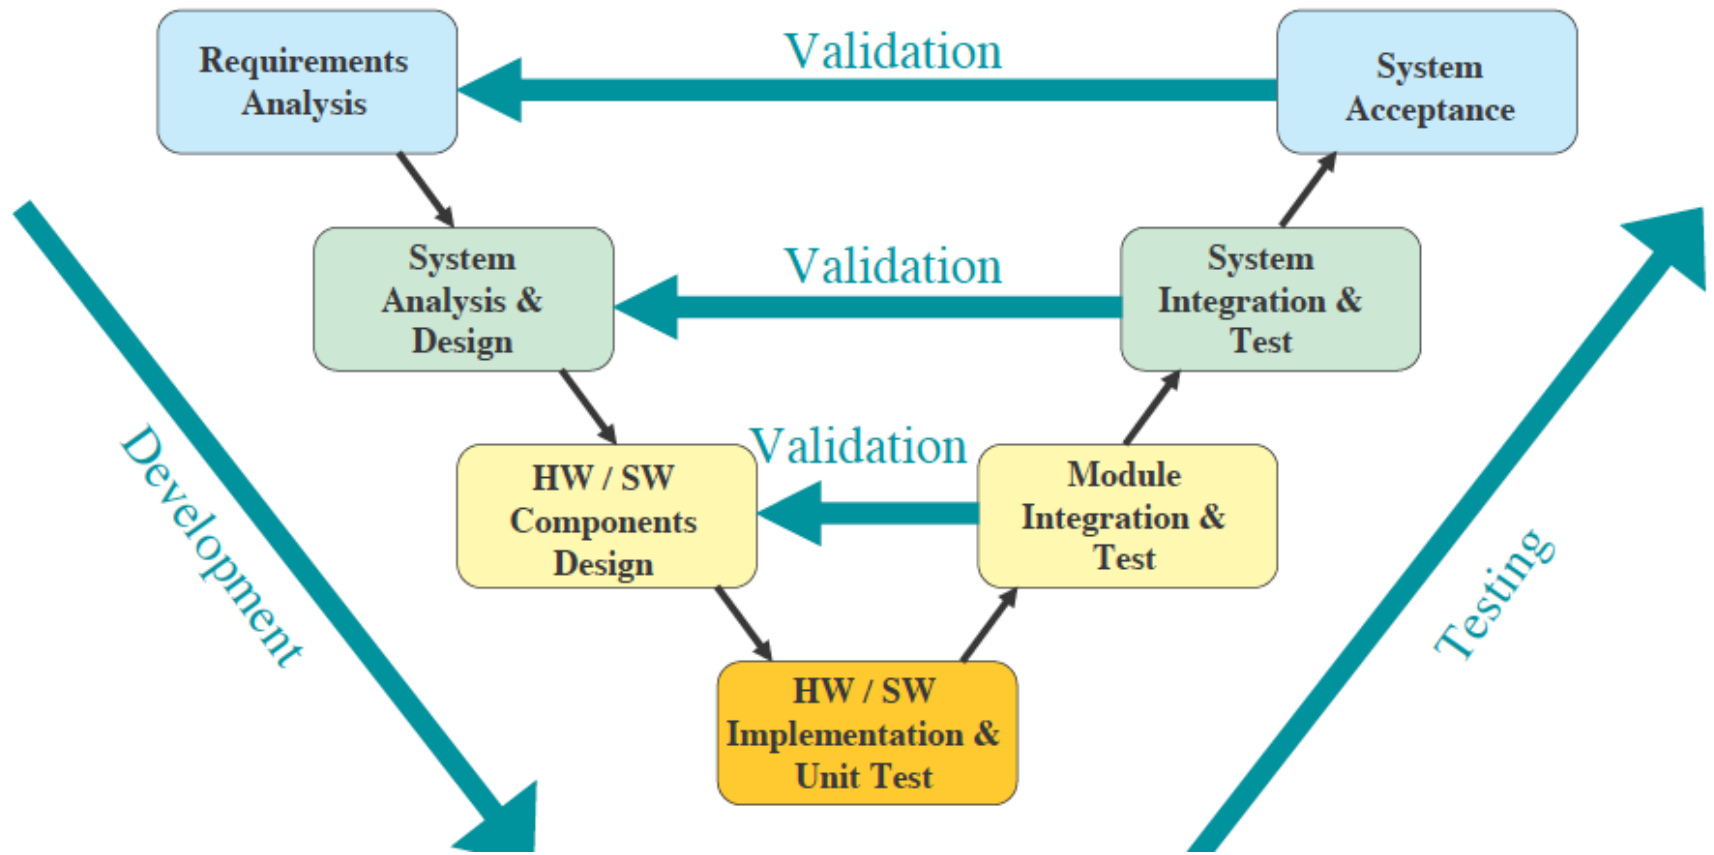 Requirements
Analysis
Validation
System
Acceptance
System
Analysis &
Design
Validation
System
Integration &
Test
Development
HW / SW
Components
Design
Validation
Module
Integration &
Test
Testing
HW / SW
Implementation &
Unit Test